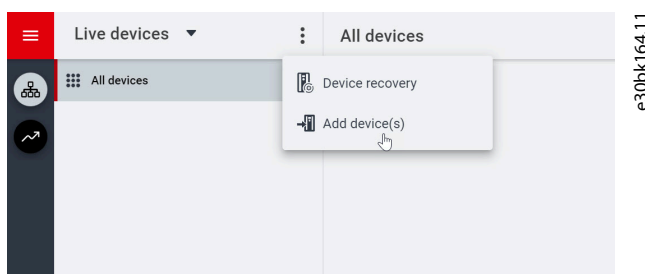 Live devices
All devices
All devices
Device recovery
Add device(s)
e30bk164.11